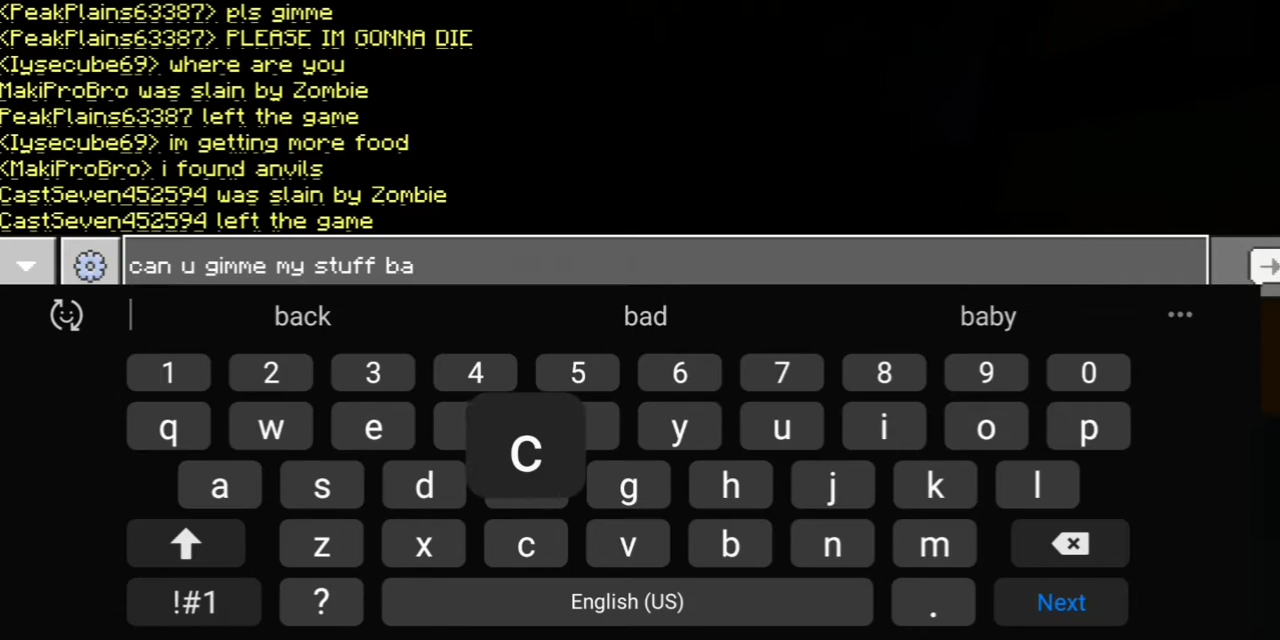 <PeakPlains63387> pls gimme
<PeakPlains63387> PLEASE IM GONNA DIE
<Iysecube69> where are you
MakiProBro was slain by Zombie
PeakPlains63387 left the game
<Iysecube69> im getting more food
<MakiProBro> i found anvils
CastSeven452594 was slain by Zombie
CastSeven452594 left the game
can u gimme my stuff ba
back bad baby
1 2 3 4 5 6 7 8 9 0
q w e y u i o p
c
a s d g h j k l
z x c v b n m
!#1 ? English (US) . Next